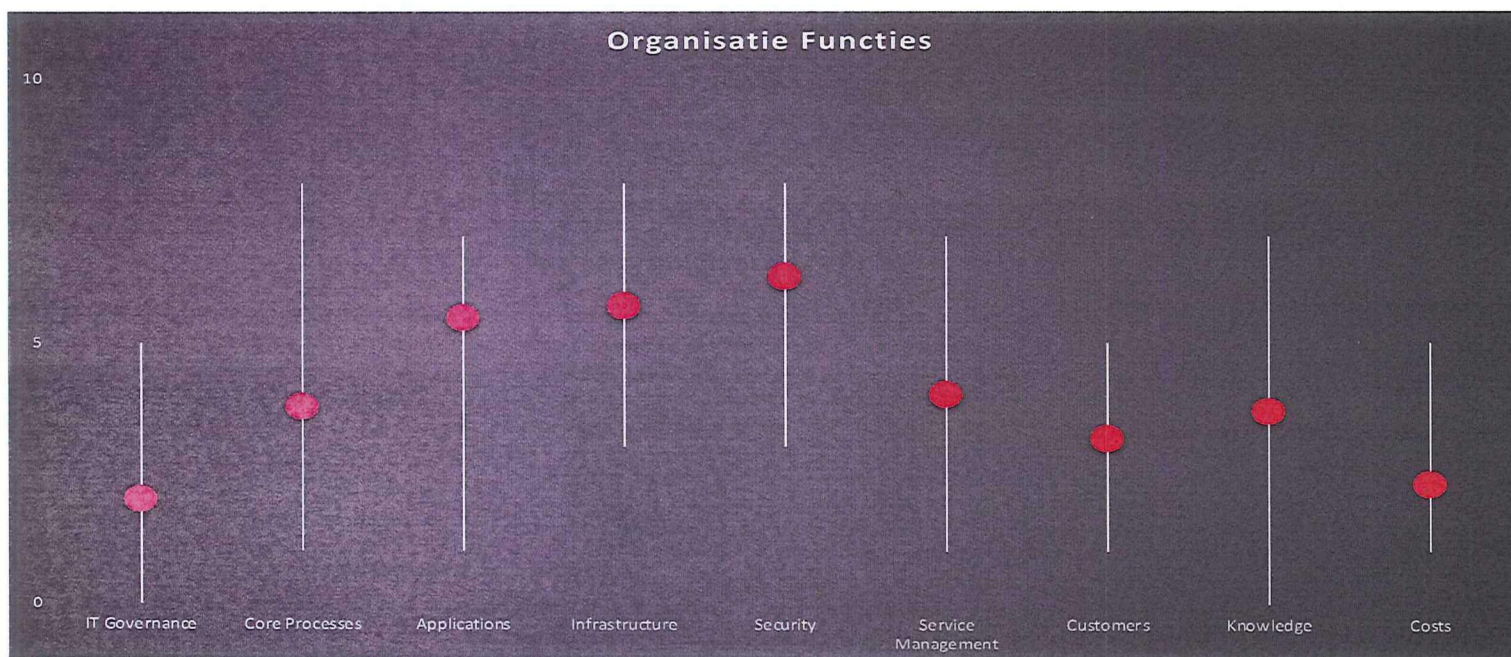 Organisatie Functies
10
5
0
IT Governance
Core Processes
Applications
Infrastructure
Security
Service
Management
Customers
Knowledge
Costs